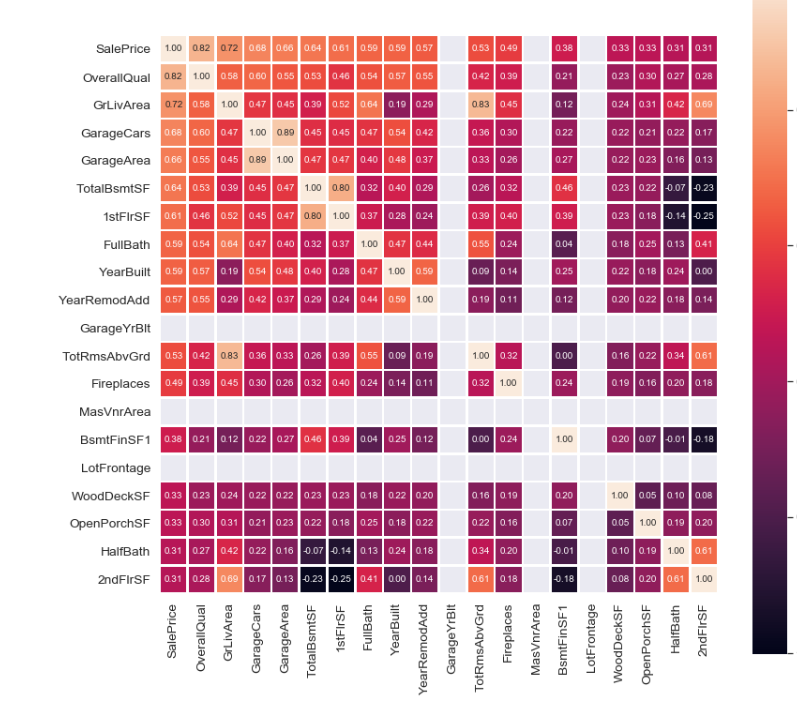 SalePrice 1.00 0.82 0.72 0.68 0.66 0.64 0.61 0.59 0.59 0.57 0.53 0.49 0.38 0.33 0.33 0.31 0.31
OverallQual 0.82 1.00 0.58 0.60 0.55 0.53 0.46 0.54 0.57 0.55 0.42 0.39 0.21 0.23 0.30 0.27 0.28
GrLivArea 0.72 0.58 1.00 0.47 0.45 0.39 0.52 0.64 0.19 0.29 0.83 0.45 0.12 0.24 0.31 0.42 0.69
GarageCars 0.68 0.60 0.47 1.00 0.89 0.45 0.45 0.47 0.54 0.42 0.36 0.30 0.22 0.22 0.21 0.22 0.17
GarageArea 0.66 0.55 0.45 0.89 1.00 0.47 0.47 0.40 0.48 0.37 0.33 0.26 0.27 0.22 0.23 0.16 0.13
TotalBsmtSF 0.64 0.53 0.39 0.45 0.47 1.00 0.80 0.32 0.40 0.29 0.26 0.32 0.46 0.23 0.22 -0.07 -0.23
1stFlrSF 0.61 0.46 0.52 0.45 0.47 0.80 1.00 0.37 0.28 0.24 0.39 0.40 0.39 0.23 0.18 -0.14 -0.25
FullBath 0.59 0.54 0.64 0.47 0.40 0.32 0.37 1.00 0.47 0.44 0.55 0.24 0.04 0.18 0.25 0.13 0.41
YearBuilt 0.59 0.57 0.19 0.54 0.48 0.40 0.28 0.47 1.00 0.59 0.09 0.14 0.25 0.22 0.18 0.24 0.00
YearRemodAdd 0.57 0.55 0.29 0.42 0.37 0.29 0.24 0.44 0.59 1.00 0.19 0.11 0.12 0.20 0.22 0.18 0.14
GarageYrBlt
TotRmsAbvGrd 0.53 0.42 0.83 0.36 0.33 0.26 0.39 0.55 0.09 0.19 1.00 0.32 0.00 0.16 0.22 0.34 0.61
Fireplaces 0.49 0.39 0.45 0.30 0.26 0.32 0.40 0.24 0.14 0.11 0.32 1.00 0.24 0.19 0.16 0.20 0.18
MasVnrArea
BsmtFinSF1 0.38 0.21 0.12 0.22 0.27 0.46 0.39 0.04 0.25 0.12 0.00 0.24 1.00 0.20 0.07 -0.01 -0.18
LotFrontage
WoodDeckSF 0.33 0.23 0.24 0.22 0.22 0.23 0.23 0.18 0.22 0.20 0.16 0.19 0.20 1.00 0.05 0.10 0.08
OpenPorchSF 0.33 0.30 0.31 0.21 0.23 0.22 0.18 0.25 0.18 0.22 0.22 0.16 0.07 0.05 1.00 0.19 0.20
HalfBath 0.31 0.27 0.42 0.22 0.16 -0.07 -0.14 0.13 0.24 0.18 0.34 0.20 -0.01 0.10 0.19 1.00 0.61
2ndFlrSF 0.31 0.28 0.69 0.17 0.13 -0.23 -0.25 0.41 0.00 0.14 0.61 0.18 -0.18 0.08 0.20 0.61 1.00
SalePrice OverallQual GrLivArea GarageCars GarageArea TotalBsmtSF 1stFlrSF FullBath YearBuilt YearRemodAdd GarageYrBlt TotRmsAbvGrd Fireplaces MasVnrArea BsmtFinSF1 LotFrontage WoodDeckSF OpenPorchSF HalfBath 2ndFlrSF